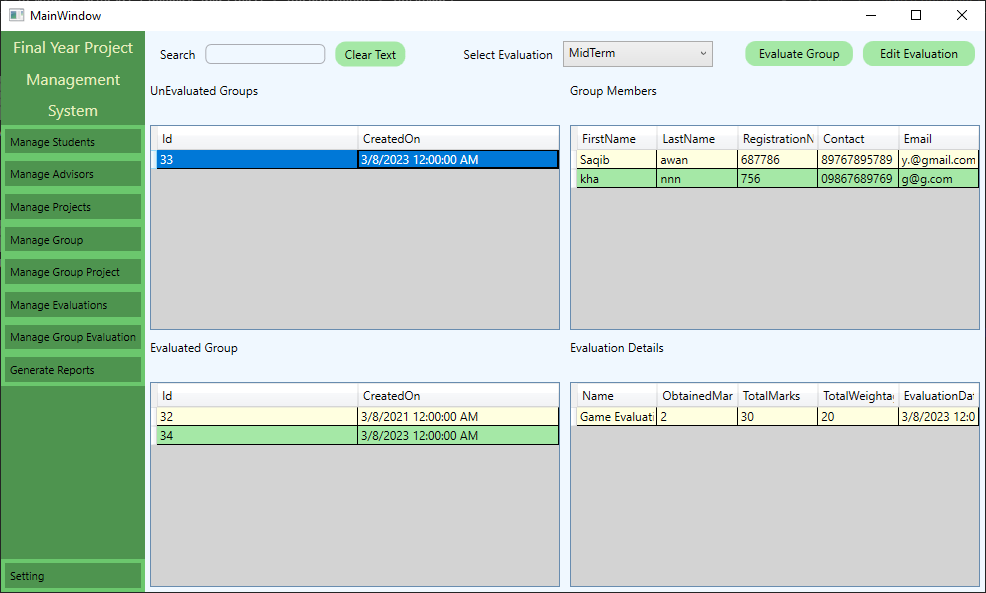 MainWindow
Final Year Project
Management
System
Manage Students
Manage Advisors
Manage Projects
Manage Group
Manage Group Project
Manage Evaluations
Manage Group Evaluation
Generate Reports
Setting
Search Clear Text Select Evaluation MidTerm Evaluate Group Edit Evaluation
UnEvaluated Groups
Id CreatedOn
33 3/8/2023 12:00:00 AM
Group Members
FirstName LastName RegistrationN Contact Email
Saqib awan 687786 89767895789 y.@gmail.com
kha nnn 756 09867689769 g@g.com
Evaluated Group
Id CreatedOn
32 3/8/2021 12:00:00 AM
34 3/8/2023 12:00:00 AM
Evaluation Details
Name ObtainedMar TotalMarks TotalWeightag EvaluationDat
Game Evaluati 2 30 20 3/8/2023 12:0